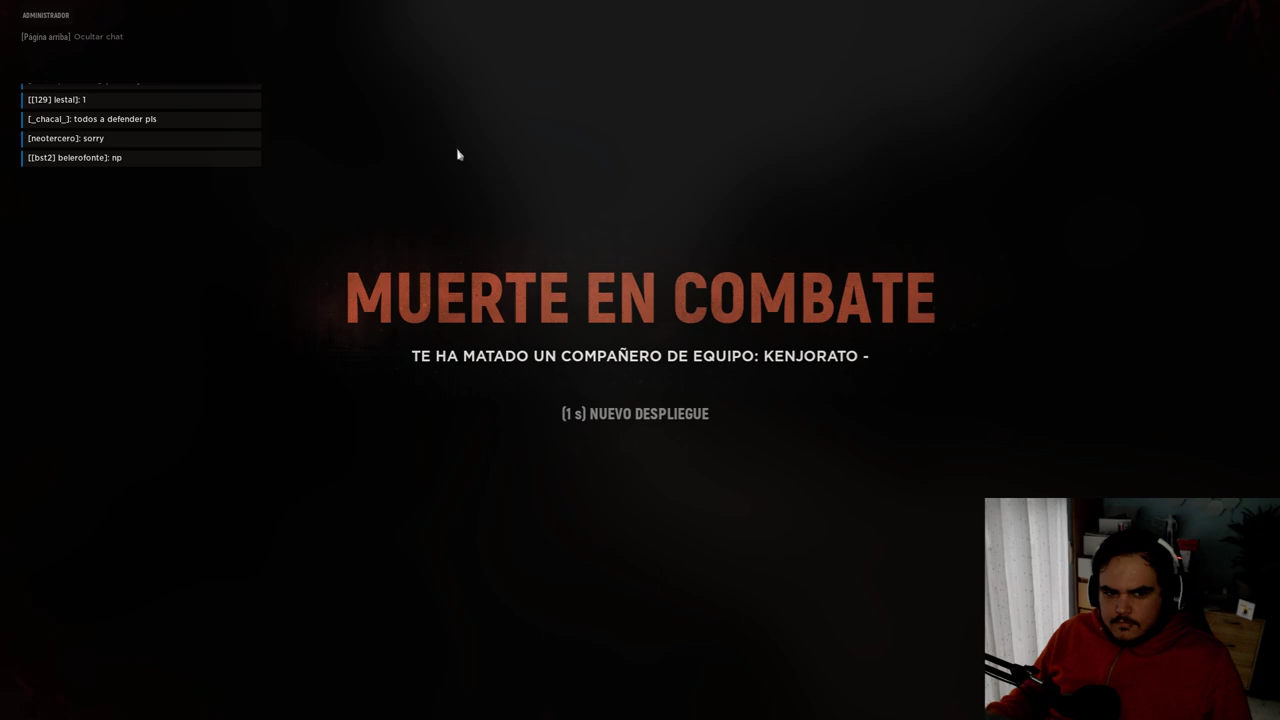 ADMINISTRADOR
[Página arriba] Ocultar chat
[[129] lestal]: 1
[_chacal_]: todos a defender pls
[neotercero]: sorry
[[bst2] belerofonte]: np
MUERTE EN COMBATE
TE HA MATADO UN COMPAÑERO DE EQUIPO: KENJORATO -
(1 s) NUEVO DESPLIEGUE